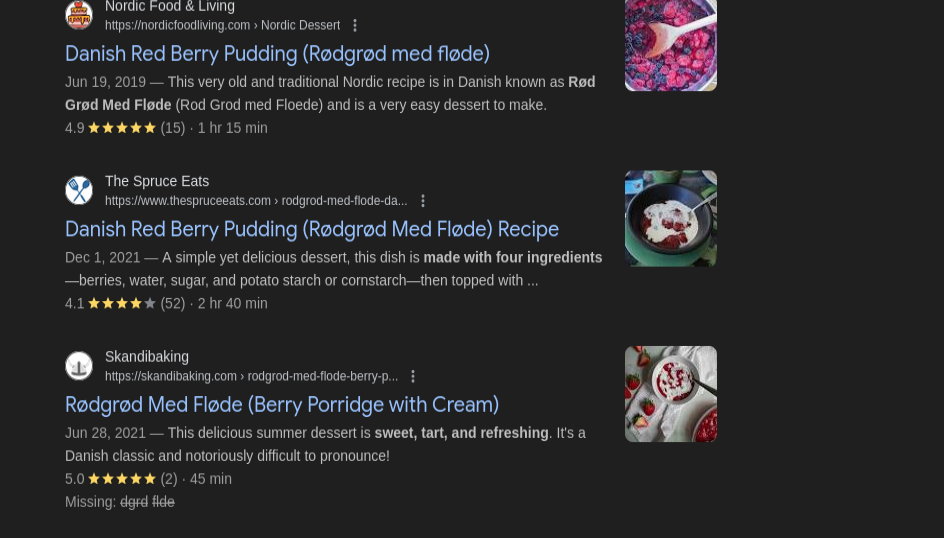 Nordic Food & Living
https://nordicfoodliving.com › Nordic Dessert
Danish Red Berry Pudding (Rødgrød med fløde)
Jun 19, 2019 — This very old and traditional Nordic recipe is in Danish known as Rød
Grød Med Fløde (Rod Grod med Floede) and is a very easy dessert to make.
4.9 ★★★★★ (15) · 1 hr 15 min
The Spruce Eats
https://www.thespruceeats.com › rodgrod-med-flode-da...
Danish Red Berry Pudding (Rødgrød Med Fløde) Recipe
Dec 1, 2021 — A simple yet delicious dessert, this dish is made with four ingredients
—berries, water, sugar, and potato starch or cornstarch—then topped with ...
4.1 ★★★★★ (52) · 2 hr 40 min
Skandibaking
https://skandibaking.com › rodgrod-med-flode-berry-p...
Rødgrød Med Fløde (Berry Porridge with Cream)
Jun 28, 2021 — This delicious summer dessert is sweet, tart, and refreshing. It's a
Danish classic and notoriously difficult to pronounce!
5.0 ★★★★★ (2) · 45 min
Missing: dgrd flde